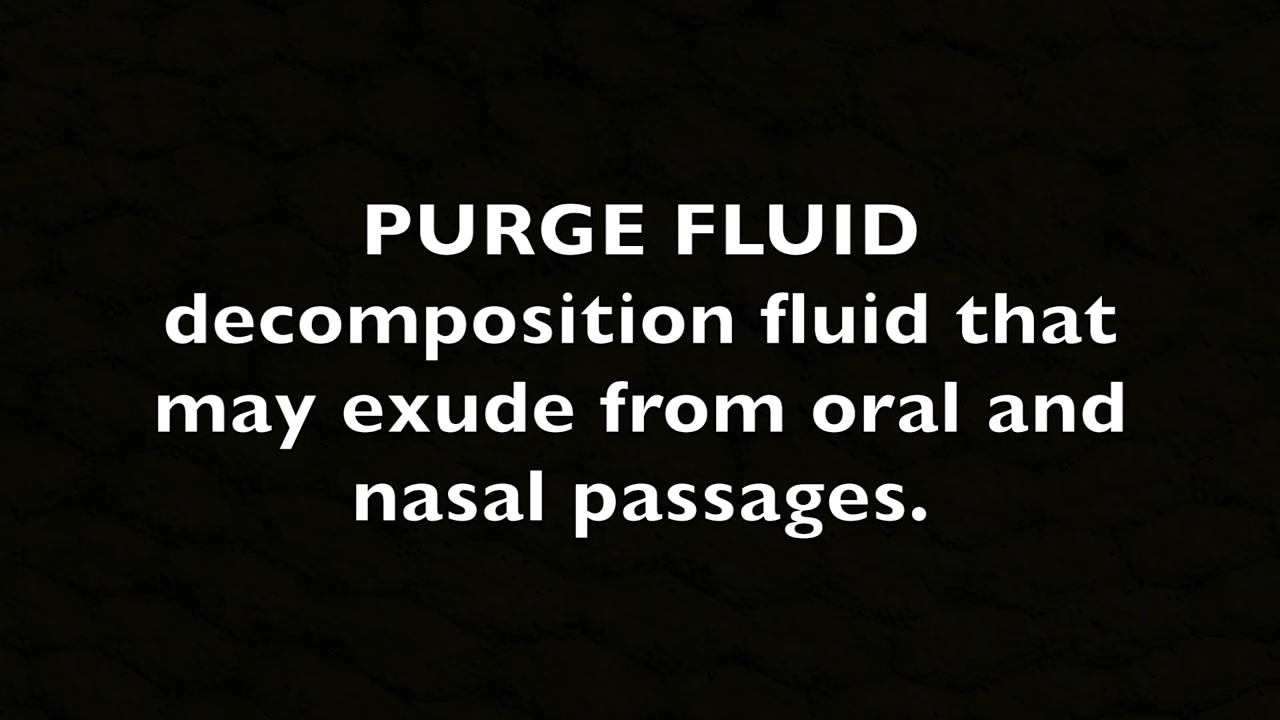 PURGE FLUID
decomposition fluid that
may exude from oral and
nasal passages.